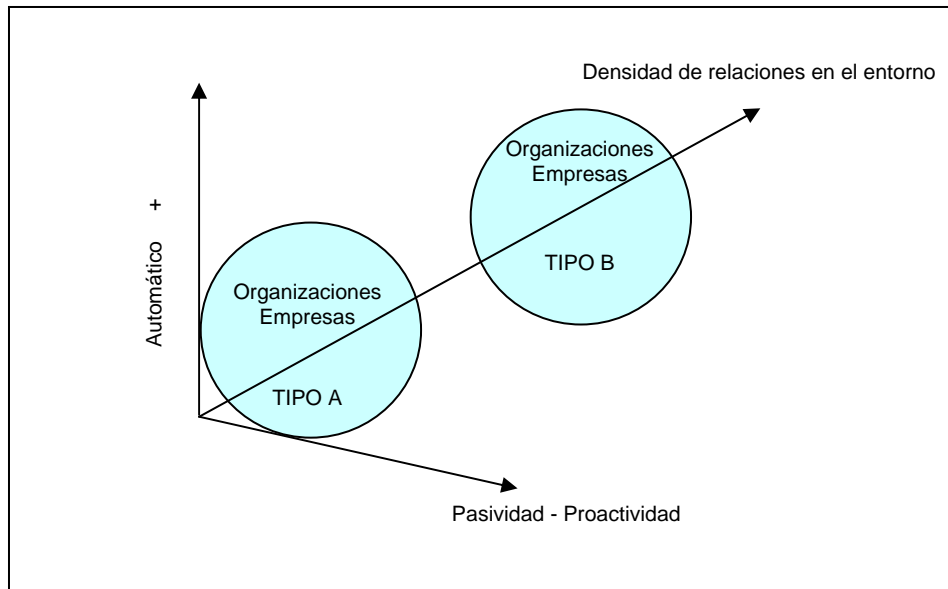 Densidad de relaciones en el entorno
Organizaciones
Empresas
TIPO B
Automático +
Organizaciones
Empresas
TIPO A
Pasividad - Proactividad